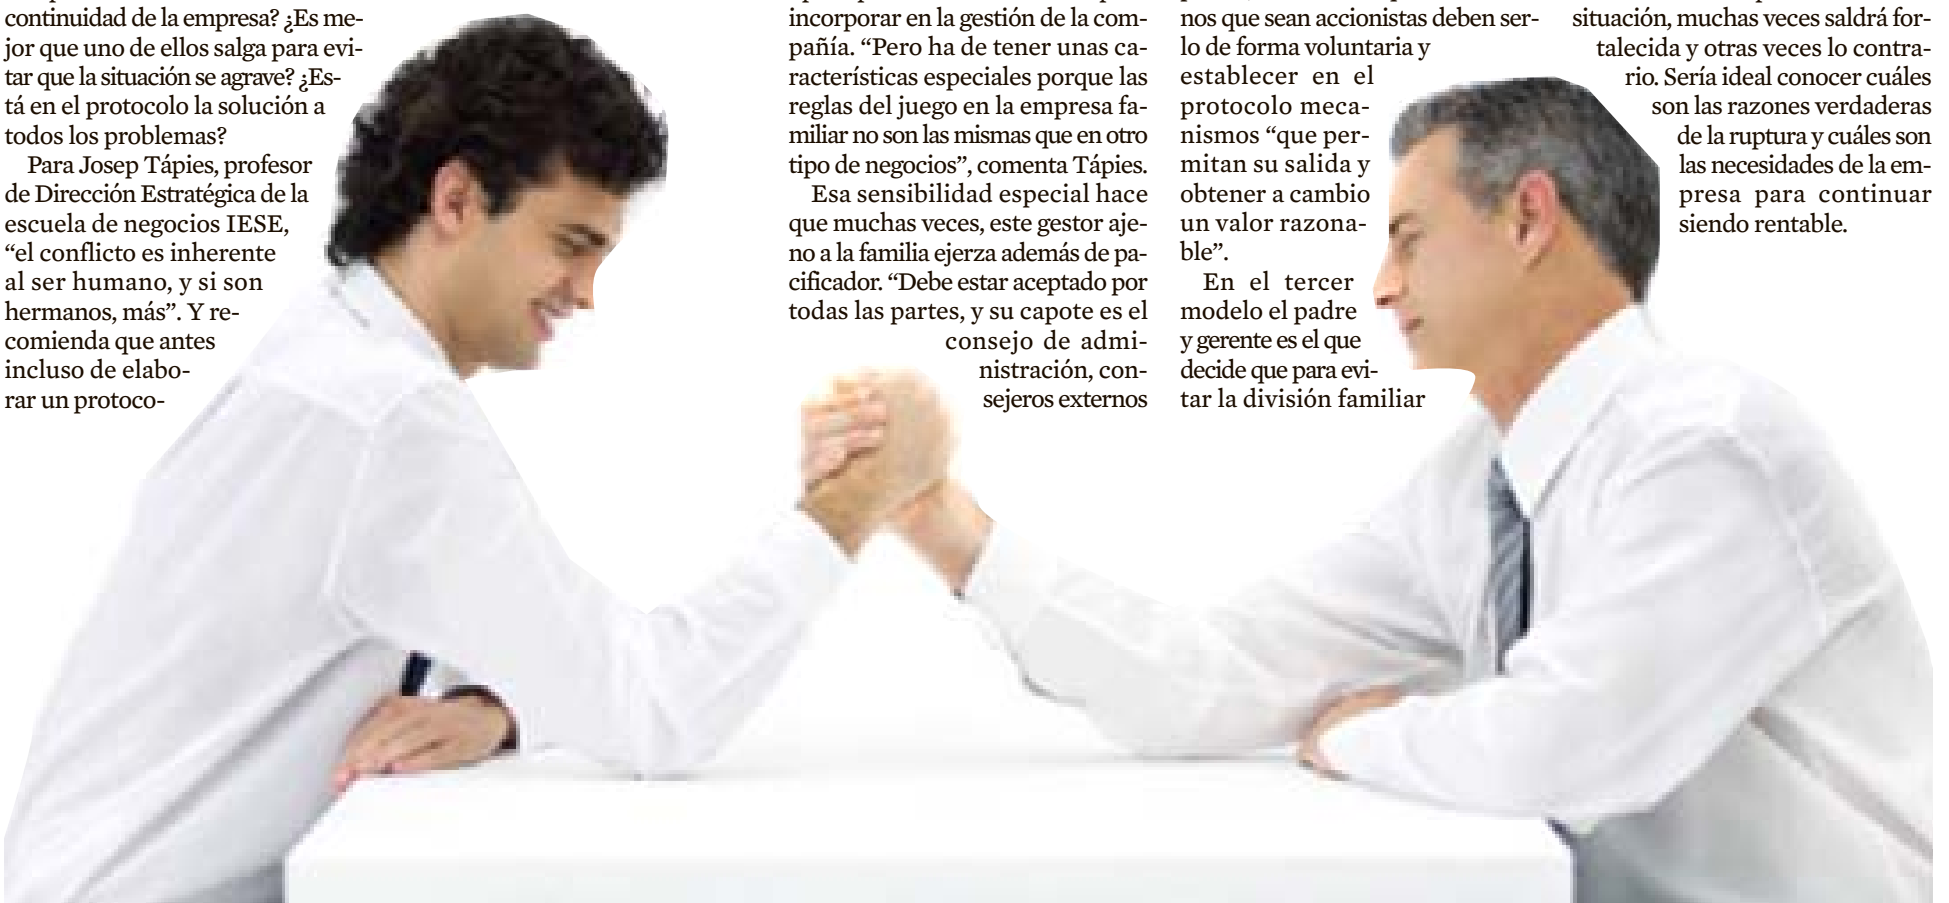 continuidad de la empresa? ¿Es me-
jor que uno de ellos salga para evi-
tar que la situación se agrave? ¿Es-
tá en el protocolo la solución a
todos los problemas?
Para Josep Tápies, profesor
de Dirección Estratégica de la
escuela de negocios IESE,
“el conflicto es inherente
al ser humano, y si son
hermanos, más”. Y re-
comienda que antes
incluso de elabo-
rar un protoco-
incorporar en la gestión de la com-
pañía. “Pero ha de tener unas ca-
racterísticas especiales porque las
reglas del juego en la empresa fa-
miliar no son las mismas que en otro
tipo de negocios”, comenta Tápies.
Esa sensibilidad especial hace
que muchas veces, este gestor aje-
no a la familia ejerza además de pa-
cificador. “Debe estar aceptado por
todas las partes, y su capote es el
consejo de admi-
nistración, con-
sejeros externos
nos que sean accionistas deben ser-
lo de forma voluntaria y
establecer en el
protocolo meca-
nismos “que per-
mitan su salida y
obtener a cambio
un valor razona-
ble”.
En el tercer
modelo el padre
y gerente es el que
decide que para evi-
tar la división familiar
situación, muchas veces saldrá for-
talecida y otras veces lo contra-
rio. Sería ideal conocer cuáles
son las razones verdaderas
de la ruptura y cuáles son
las necesidades de la em-
presa para continuar
siendo rentable.